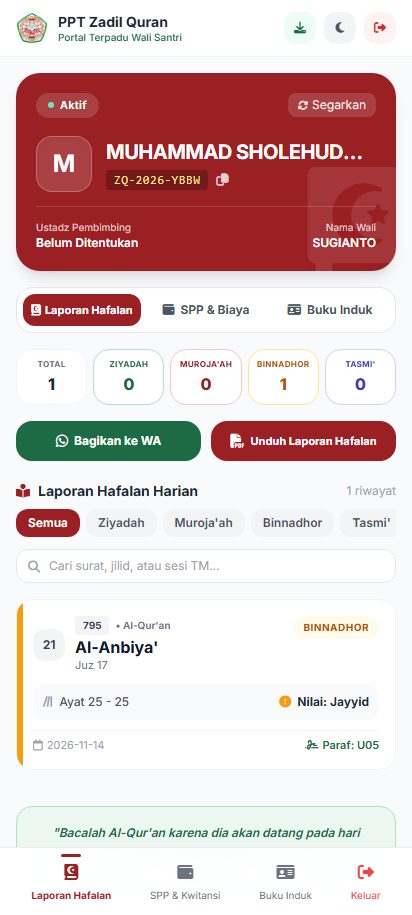 PPT Zadil Quran
Portal Terpadu Wali Santri
Aktif
Segarkan
M
MUHAMMAD SHOLEHUD...
ZQ-2026-YBBW
Ustadz Pembimbing
Nama Wali
Belum Ditentukan
SUGIANTO
Laporan Hafalan
SPP & Biaya
Buku Induk
TOTAL
1
ZIYADAH
0
MUROJA'AH
0
BINNADHOR
1
TASMI'
0
Bagikan ke WA
Unduh Laporan Hafalan
Laporan Hafalan Harian
1 riwayat
Semua
Ziyadah
Muroja'ah
Binnadhor
Tasmi'
Cari surat, jilid, atau sesi TM...
21
795
• Al-Qur'an
BINNADHOR
Al-Anbiya'
Juz 17
Ayat 25 - 25
Nilai: Jayyid
2026-11-14
Paraf: U05
"Bacalah Al-Qur'an karena dia akan datang pada hari
Laporan Hafalan
SPP & Kwitansi
Buku Induk
Keluar